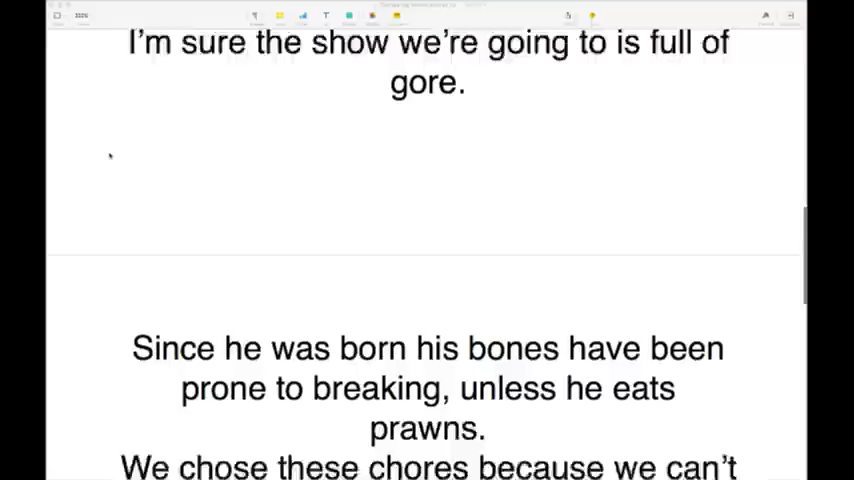 I'm sure the show we're going to is full of
gore.
Since he was born his bones have been
prone to breaking, unless he eats
prawns.
We chose these chores because we can't